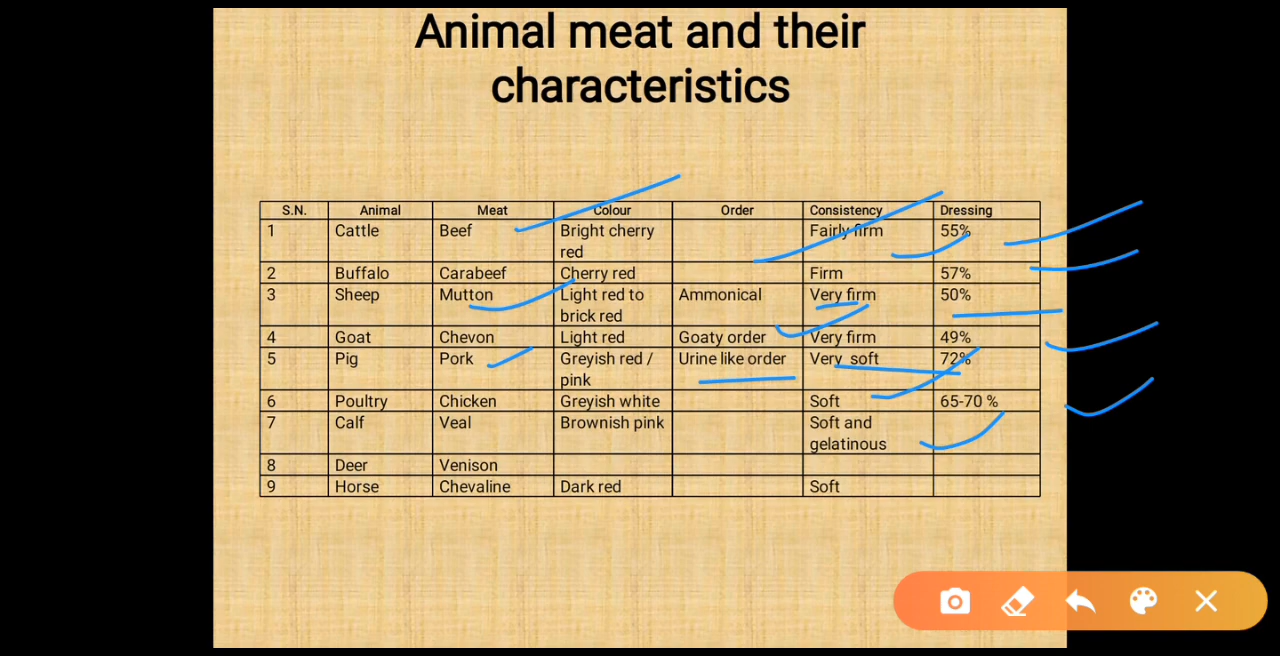 Animal meat and their
characteristics
S.N. Animal Meat Colour Order Consistency Dressing
1 Cattle Beef Bright cherry red Fairly firm 55%
2 Buffalo Carabeef Cherry red Firm 57%
3 Sheep Mutton Light red to brick red Ammonical Very firm 50%
4 Goat Chevon Light red Goaty order Very firm 49%
5 Pig Pork Greyish red / pink Urine like order Very soft 72%
6 Poultry Chicken Greyish white Soft 65-70 %
7 Calf Veal Brownish pink Soft and gelatinous
8 Deer Venison
9 Horse Chevaline Dark red Soft